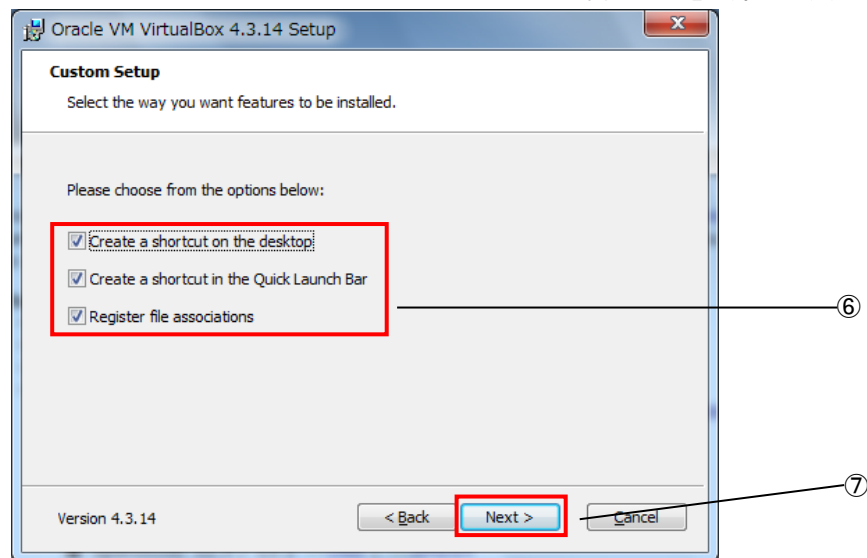 Oracle VM VirtualBox 4.3.14 Setup
Custom Setup
Select the way you want features to be installed.
Please choose from the options below:
Create a shortcut on the desktop
Create a shortcut in the Quick Launch Bar
Register file associations
⑥
⑦
Version 4.3.14
< Back
Next >
Cancel